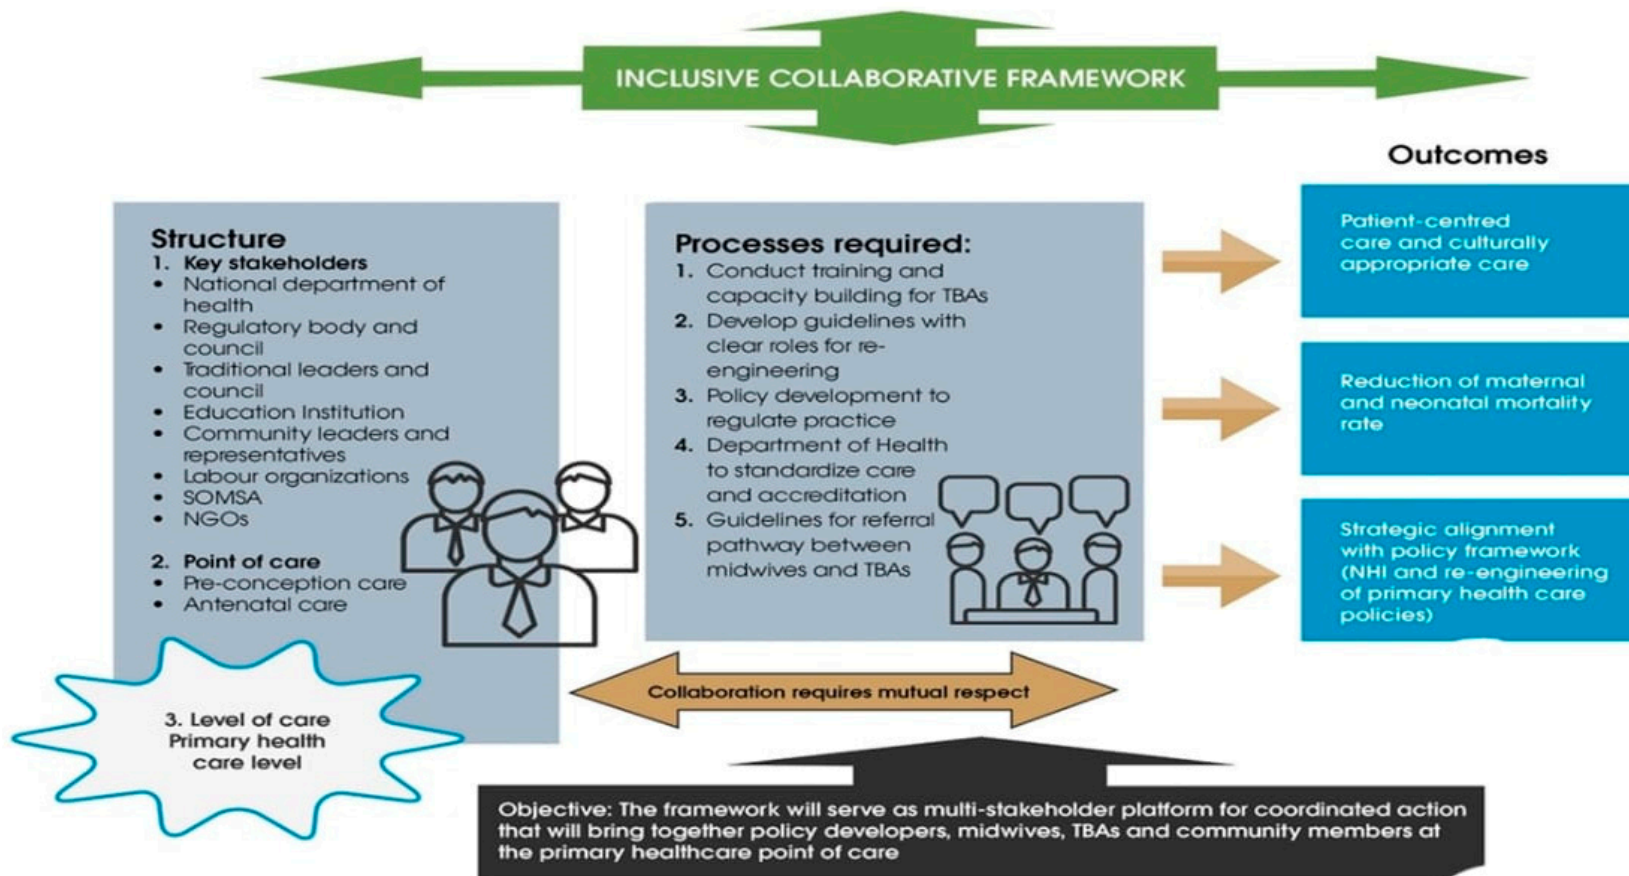 INCLUSIVE COLLABORATIVE FRAMEWORK
Structure
1. Key stakeholders
• National department of
health
• Regulatory body and
council
• Traditional leaders and
council
• Education Institution
• Community leaders and
representatives
• Labour organizations
• SOMSA
• NGOs
2. Point of care
• Pre-conception care
• Antenatal care
3. Level of care
Primary health
care level
Processes required:
1. Conduct training and
capacity building for TBAs
2. Develop guidelines with
clear roles for re-
engineering
3. Policy development to
regulate practice
4. Department of Health
to standardize care
and accreditation
5. Guidelines for referral
pathway between
midwives and TBAs
Collaboration requires mutual respect
Outcomes
Patient-centred
care and culturally
appropriate care
Reduction of maternal
and neonatal mortality
rate
Strategic alignment
with policy framework
(NHI and re-engineering
of primary health care
policies)
Objective: The framework will serve as multi-stakeholder platform for coordinated action
that will bring together policy developers, midwives, TBAs and community members at
the primary healthcare point of care